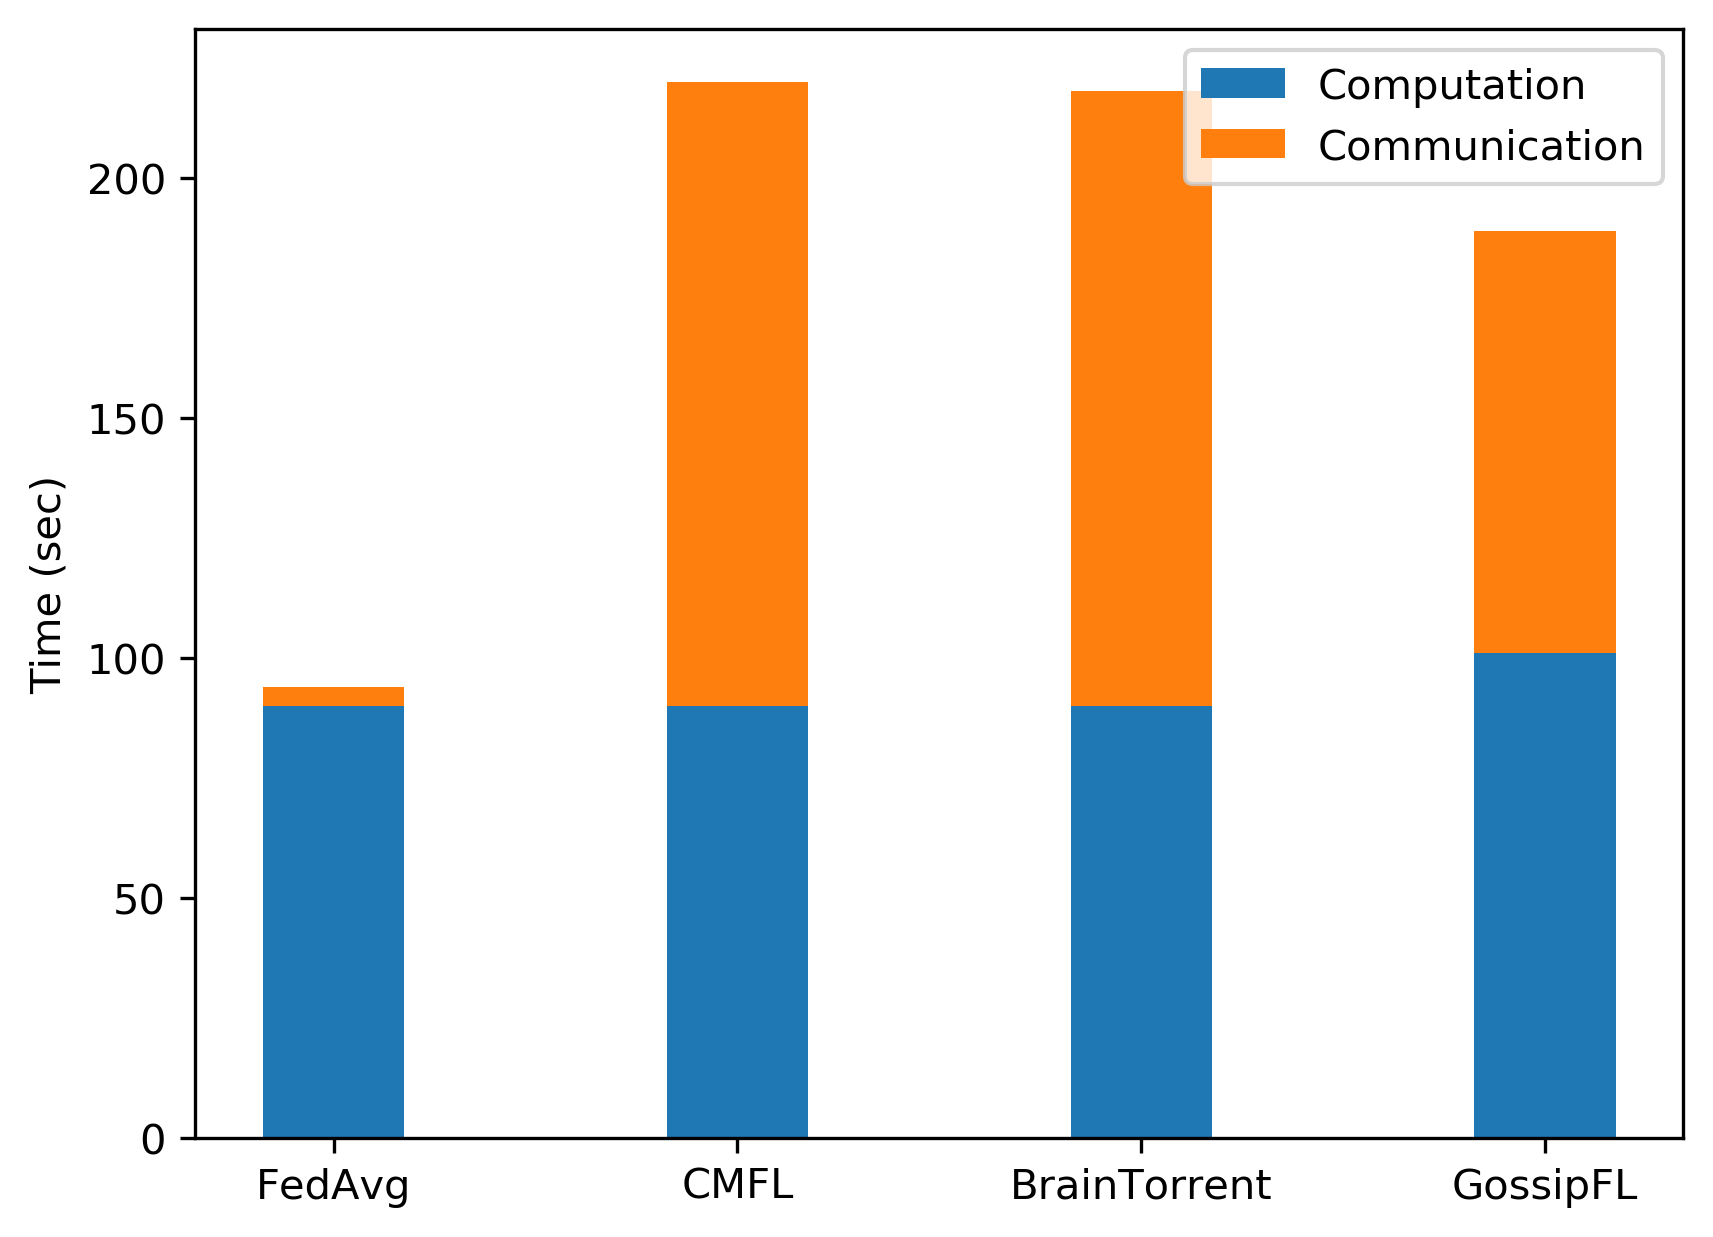 Computation
Communication
200
150
100
50
0
Time (sec)
FedAvg
CMFL
BrainTorrent
GossipFL